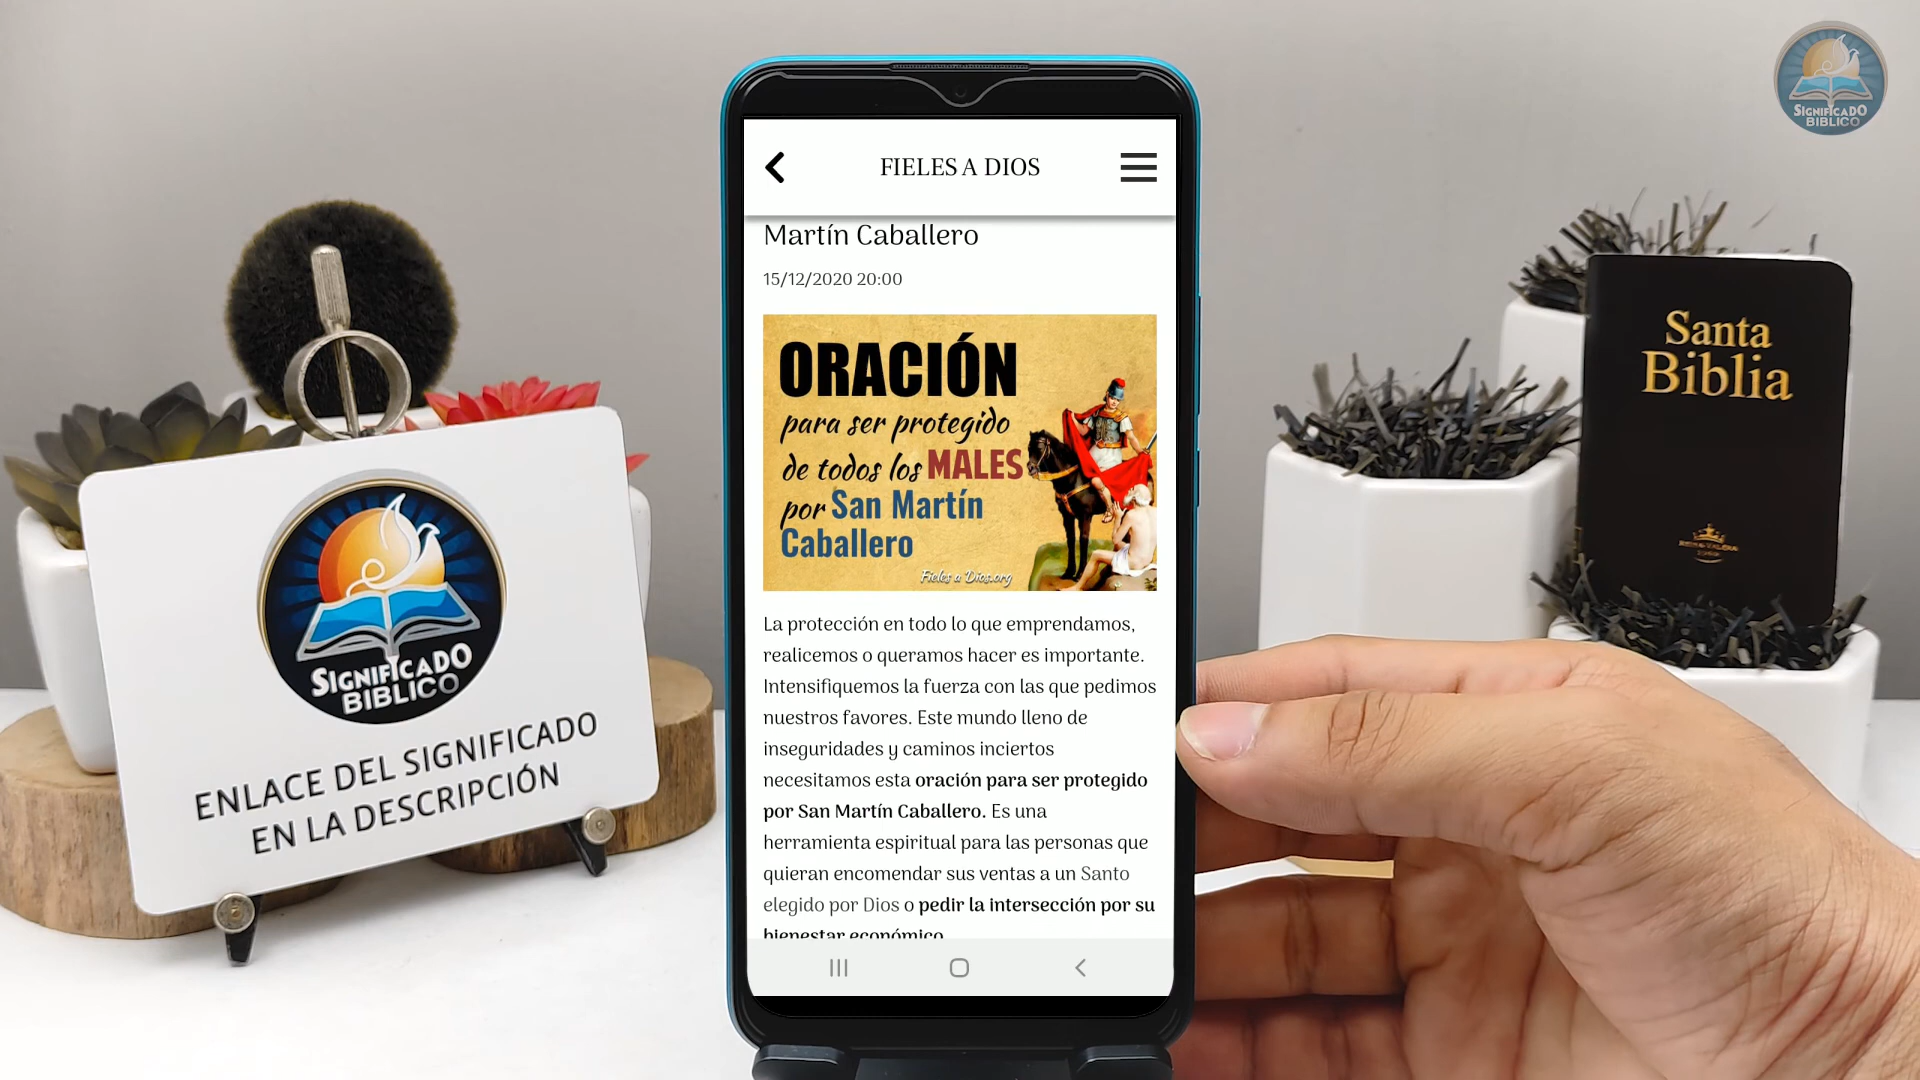 SIGNIFICADO
BIBLICO
FIELES A DIOS
Martín Caballero
15/12/2020 20:00
ORACIÓN
para ser protegido
de todos los MALES
por San Martín
Caballero
Fieles a Dios.org
La protección en todo lo que emprendamos,
realicemos o queramos hacer es importante.
Intensifiquemos la fuerza con las que pedimos
nuestros favores. Este mundo lleno de
inseguridades y caminos inciertos
necesitamos esta oración para ser protegido
por San Martín Caballero. Es una
herramienta espiritual para las personas que
quieran encomendar sus ventas a un Santo
elegido por Dios o pedir la intersección por su
bienestar económico
SIGNIFICADO
BIBLICO
ENLACE DEL SIGNIFICADO
EN LA DESCRIPCIÓN
Santa
Biblia
REINA-VALERA